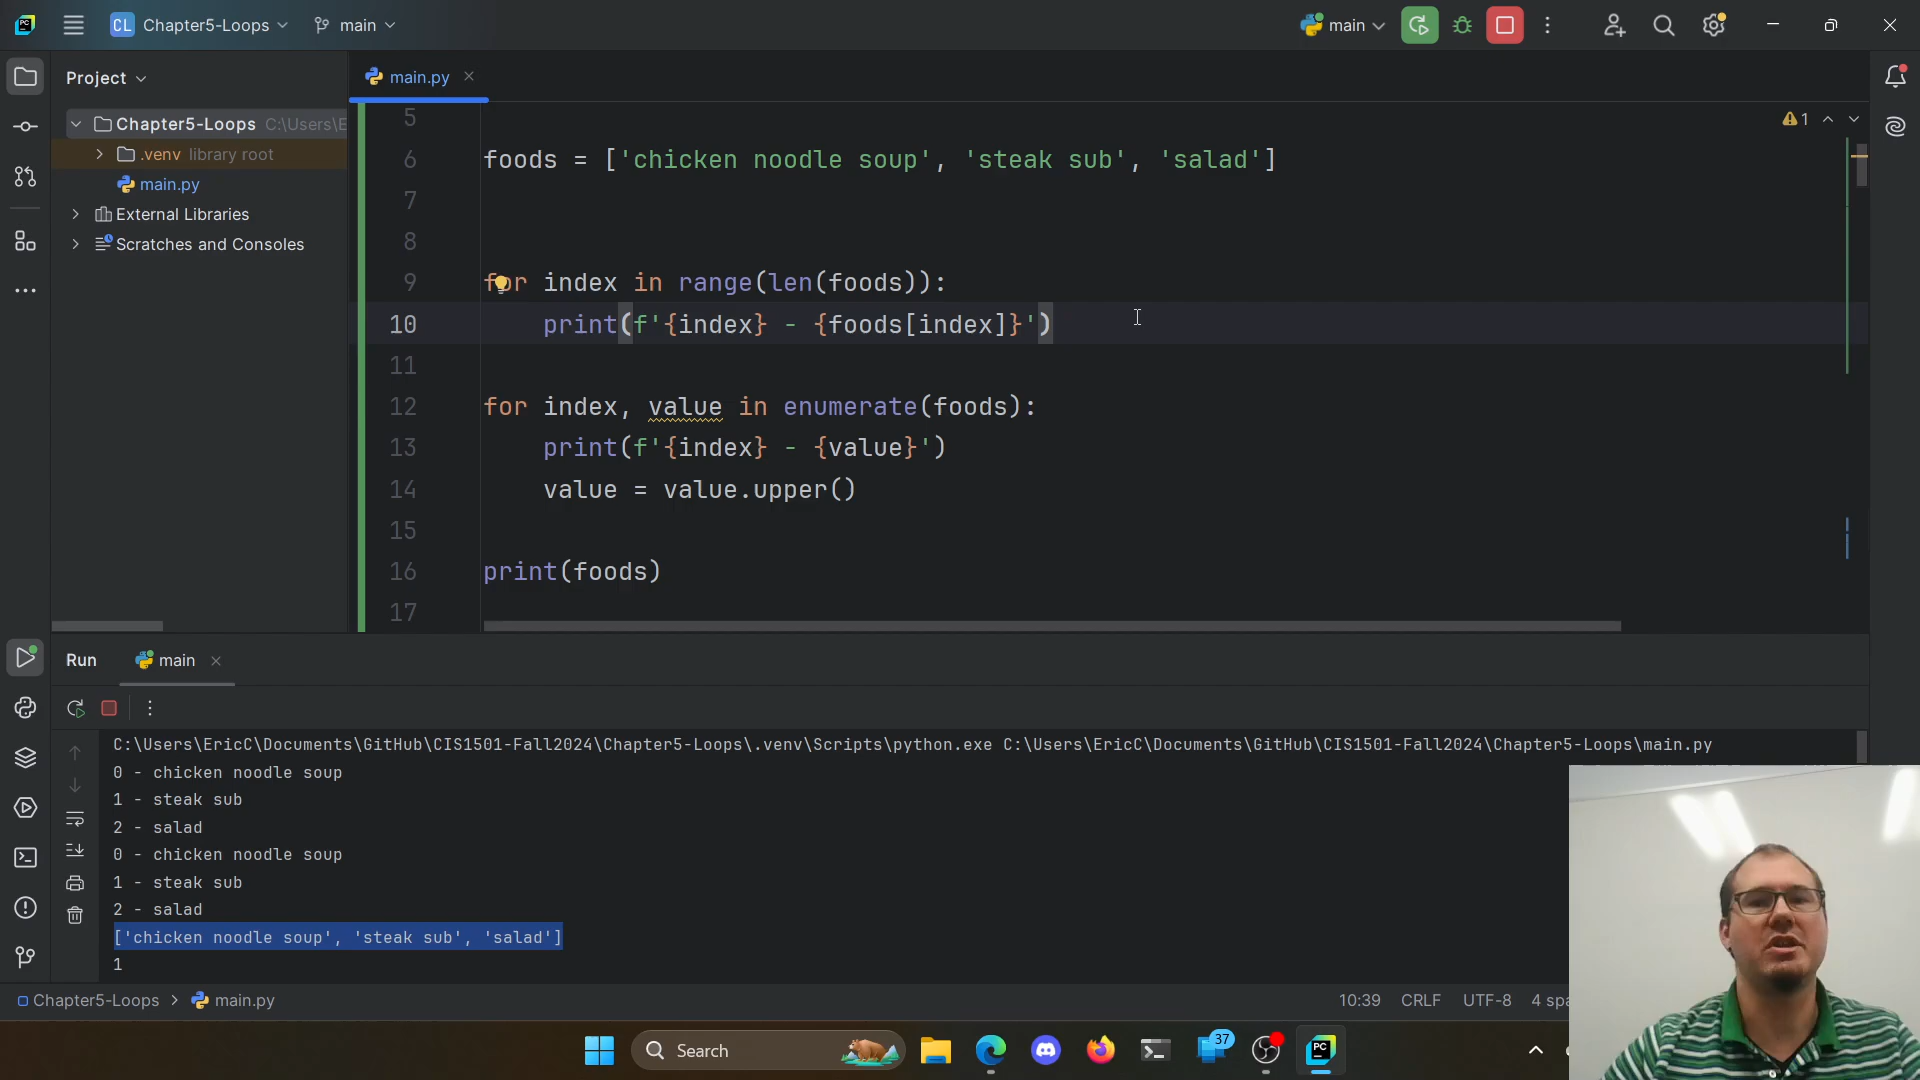 PC
CL Chapter5-Loops
main
main
Project
main.py
Chapter5-Loops C:\Users\E
.venv library root
main.py
External Libraries
Scratches and Consoles
1
5
6 foods = ['chicken noodle soup', 'steak sub', 'salad']
7
8
9 for index in range(len(foods)):
10 print(f'{index} - {foods[index]}')
11
12 for index, value in enumerate(foods):
13 print(f'{index} - {value}')
14 value = value.upper()
15
16 print(foods)
17
Run main
C:\Users\EricC\Documents\GitHub\CIS1501-Fall2024\Chapter5-Loops\.venv\Scripts\python.exe C:\Users\EricC\Documents\GitHub\CIS1501-Fall2024\Chapter5-Loops\main.py
0 - chicken noodle soup
1 - steak sub
2 - salad
0 - chicken noodle soup
1 - steak sub
2 - salad
['chicken noodle soup', 'steak sub', 'salad']
1
Chapter5-Loops > main.py
10:39 CRLF UTF-8 4 spa
Search
37
PC